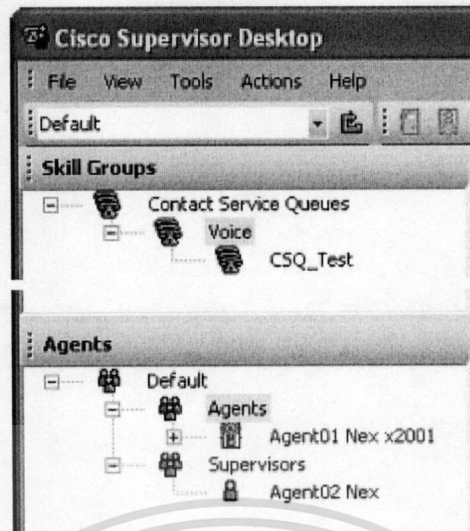 Cisco Supervisor Desktop
File View Tools Actions Help
Default
Skill Groups
Contact Service Queues
Voice
CSQ_Test
Agents
Default
Agents
Agent01 Nex x2001
Supervisors
Agent02 Nex